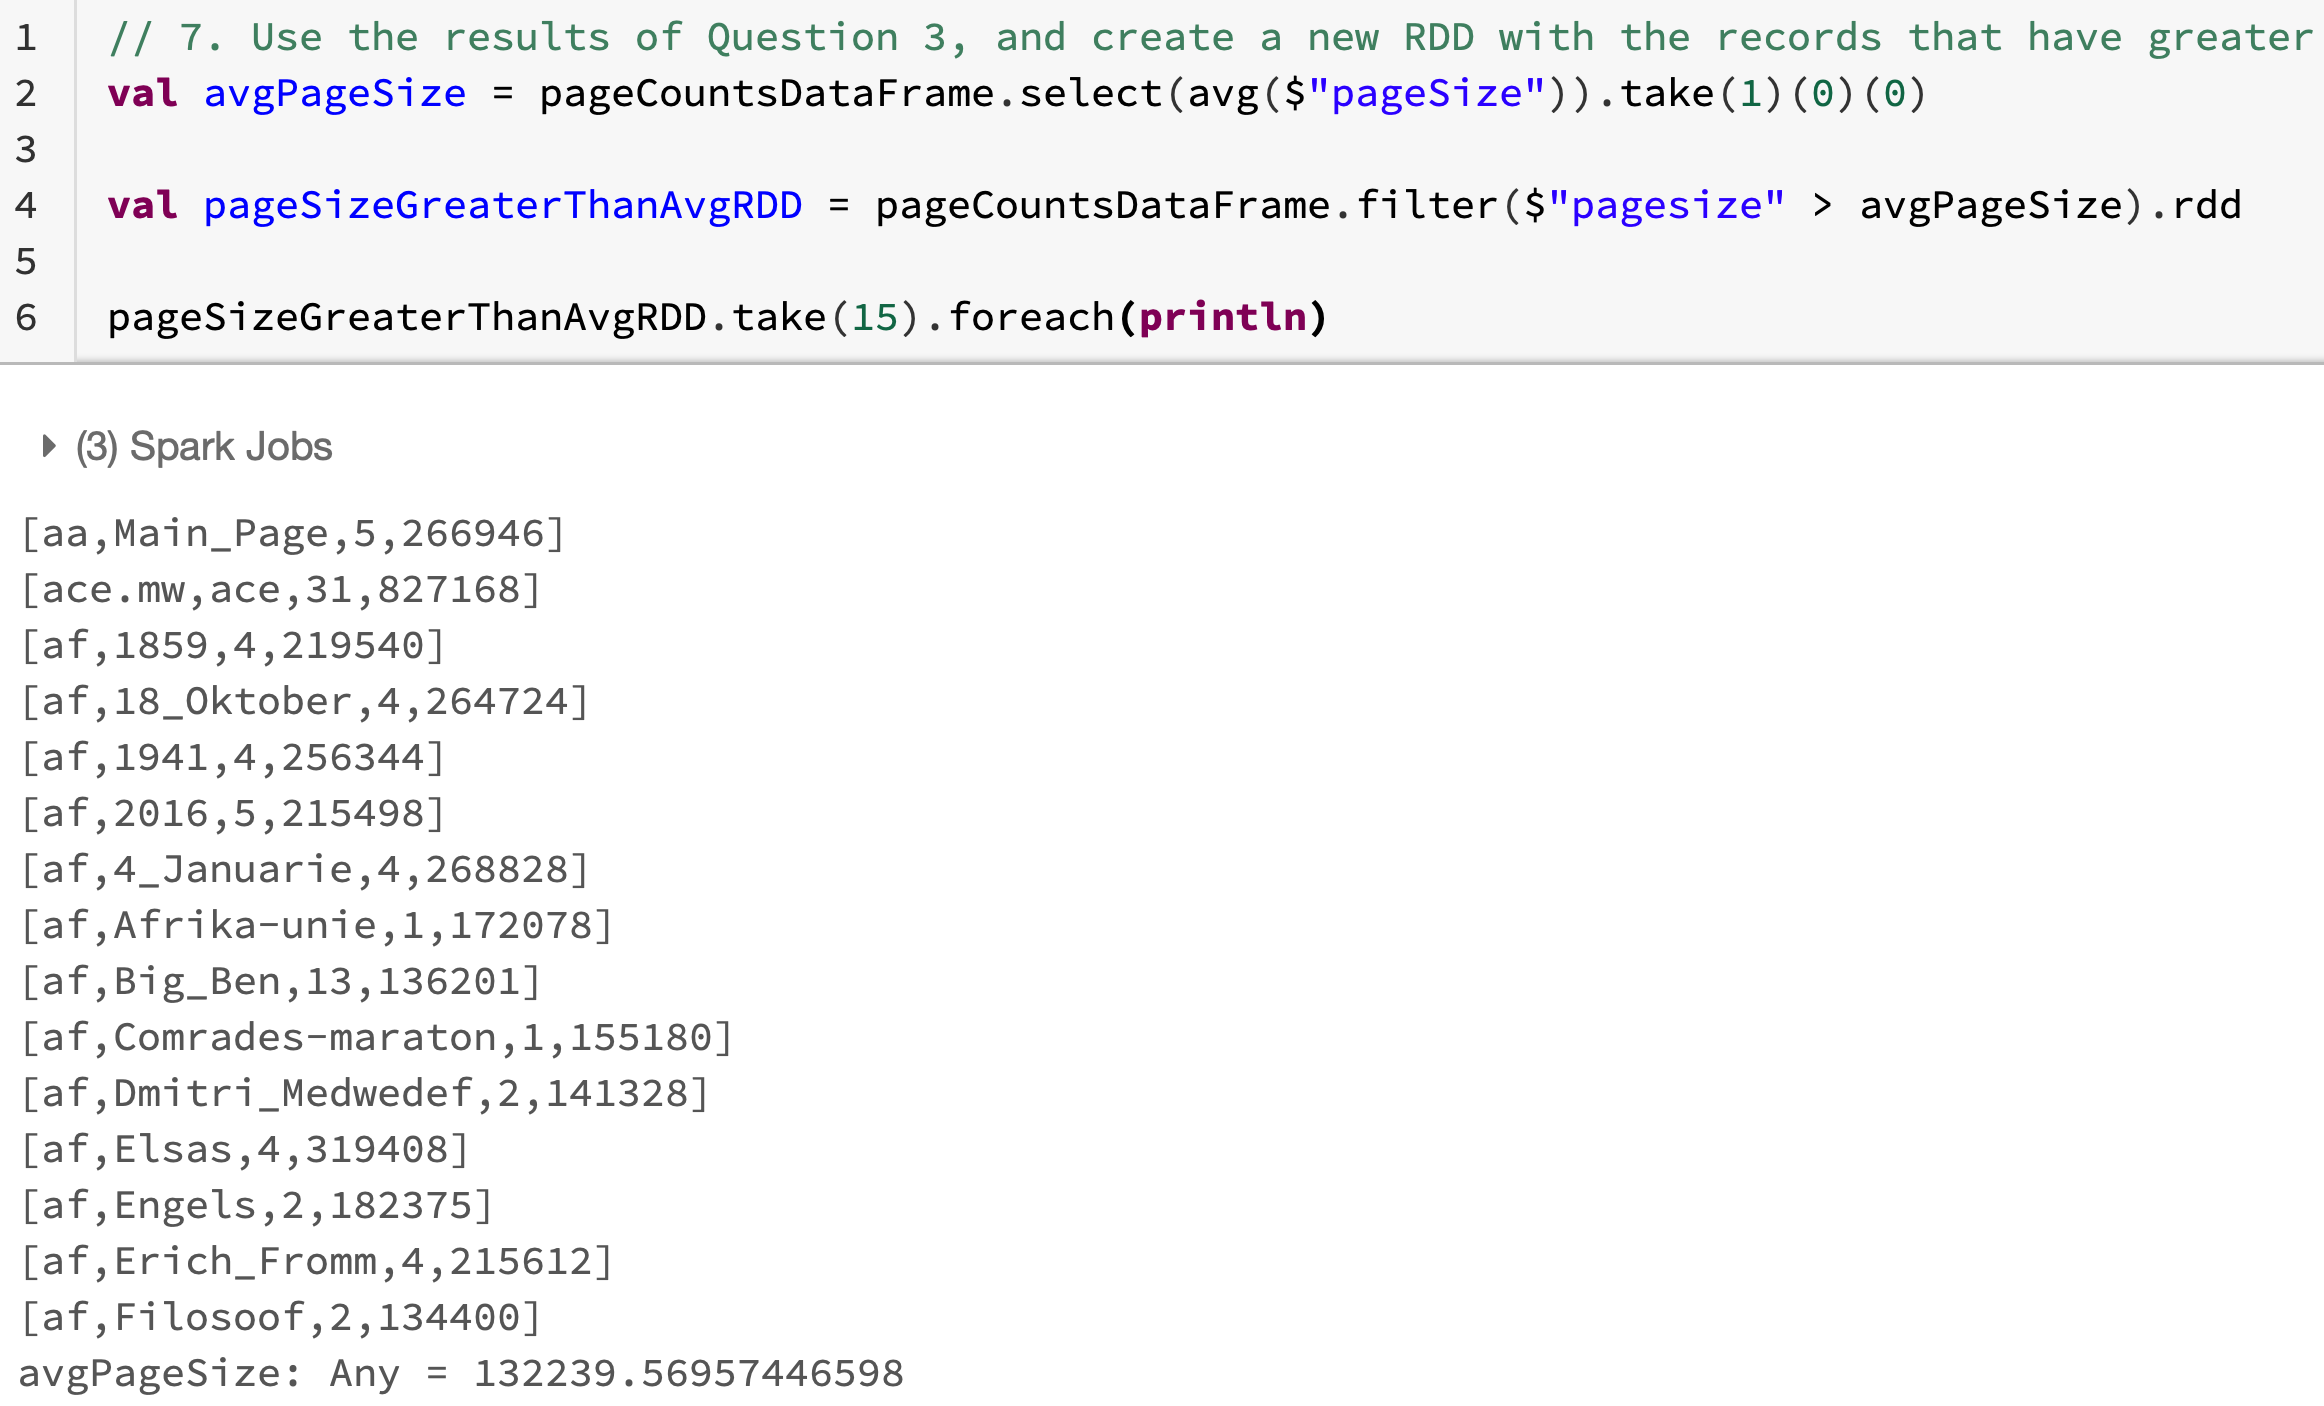 1 // 7. Use the results of Question 3, and create a new RDD with the records that have greater
2 val avgPageSize = pageCountsDataFrame.select(avg($"pageSize")).take(1)(0)(0)
3
4 val pageSizeGreaterThanAvgRDD = pageCountsDataFrame.filter($"pagesize" > avgPageSize).rdd
5
6 pageSizeGreaterThanAvgRDD.take(15).foreach(println)
(3) Spark Jobs
[aa,Main_Page,5,266946]
[ace.mw,ace,31,827168]
[af,1859,4,219540]
[af,18_Oktober,4,264724]
[af,1941,4,256344]
[af,2016,5,215498]
[af,4_Januarie,4,268828]
[af,Afrika-unie,1,172078]
[af,Big_Ben,13,136201]
[af,Comrades-maraton,1,155180]
[af,Dmitri_Medwedef,2,141328]
[af,Elsas,4,319408]
[af,Engels,2,182375]
[af,Erich_Fromm,4,215612]
[af,Filosoof,2,134400]
avgPageSize: Any = 132239.56957446598